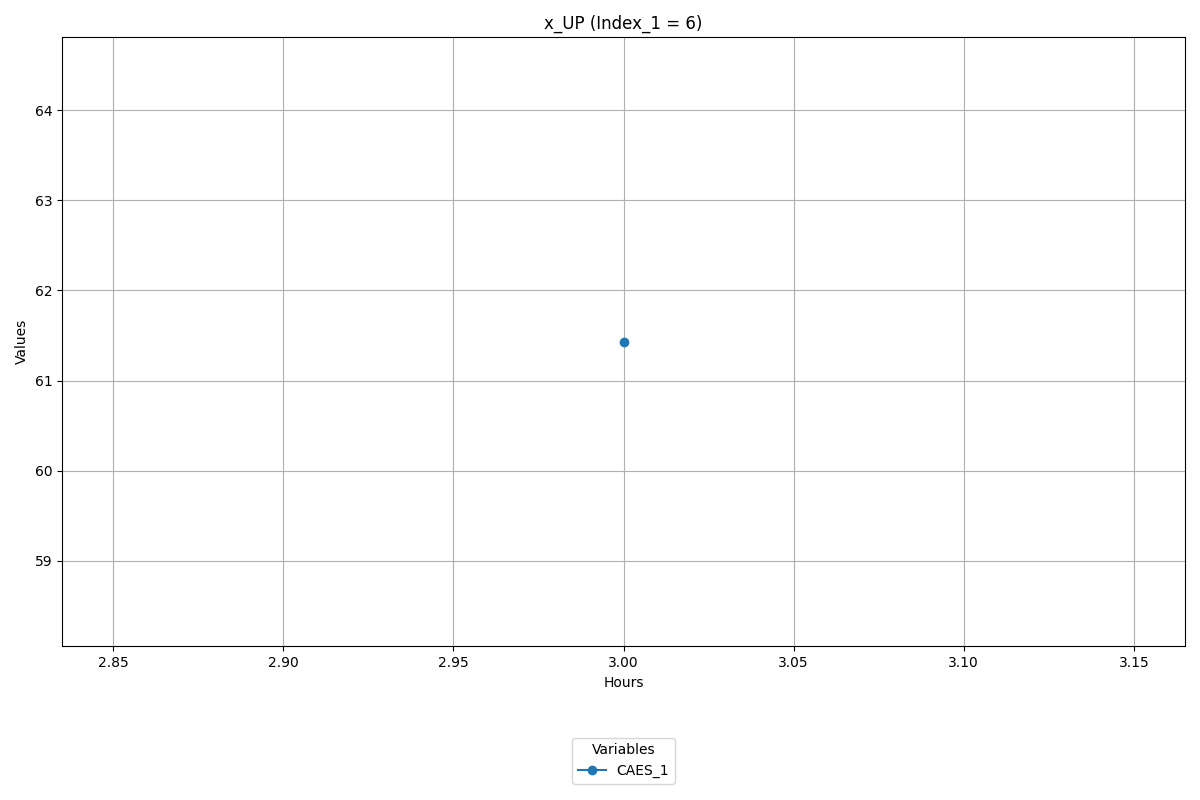 x_UP (Index_1 = 6)
64
63
62
61
60
59
Values
2.85 2.90 2.95 3.00 3.05 3.10 3.15
Hours
Variables
CAES_1